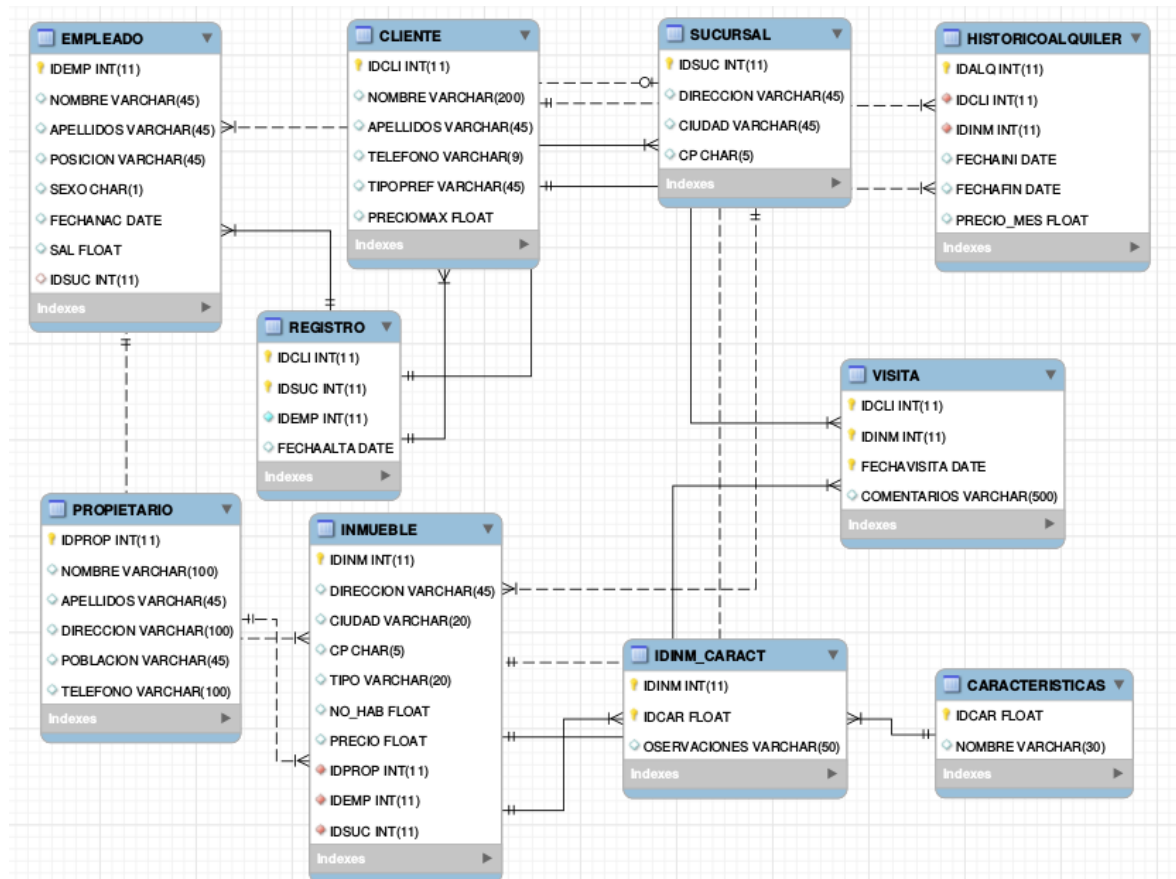 EMPLEADO
IDEMP INT(11)
NOMBRE VARCHAR(45)
APELLIDOS VARCHAR(45)
POSICION VARCHAR(45)
SEXO CHAR(1)
FECHANAC DATE
SAL FLOAT
IDSUC INT(11)
Indexes
CLIENTE
IDCLI INT(11)
NOMBRE VARCHAR(200)
APELLIDOS VARCHAR(45)
TELEFONO VARCHAR(9)
TIPOPREF VARCHAR(45)
PRECIOMAX FLOAT
Indexes
SUCURSAL
IDSUC INT(11)
DIRECCION VARCHAR(45)
CIUDAD VARCHAR(45)
CP CHAR(5)
Indexes
HISTORICOALQUILER
IDALQ INT(11)
IDCLI INT(11)
IDINM INT(11)
FECHAINI DATE
FECHAFIN DATE
PRECIO_MES FLOAT
Indexes
REGISTRO
IDCLI INT(11)
IDSUC INT(11)
IDEMP INT(11)
FECHAALTA DATE
Indexes
VISITA
IDCLI INT(11)
IDINM INT(11)
FECHAVISITA DATE
COMENTARIOS VARCHAR(500)
Indexes
PROPIETARIO
IDPROP INT(11)
NOMBRE VARCHAR(100)
APELLIDOS VARCHAR(45)
DIRECCION VARCHAR(100)
POBLACION VARCHAR(45)
TELEFONO VARCHAR(100)
Indexes
INMUEBLE
IDINM INT(11)
DIRECCION VARCHAR(45)
CIUDAD VARCHAR(20)
CP CHAR(5)
TIPO VARCHAR(20)
NO_HAB FLOAT
PRECIO FLOAT
IDPROP INT(11)
IDEMP INT(11)
IDSUC INT(11)
Indexes
IDINM_CARACT
IDINM INT(11)
IDCAR FLOAT
OSERVACIONES VARCHAR(50)
Indexes
CARACTERISTICAS
IDCAR FLOAT
NOMBRE VARCHAR(30)
Indexes